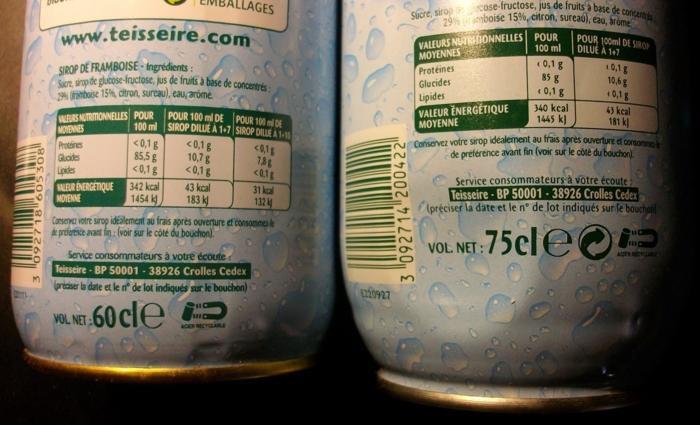 EMBALLAGES
www.teisseire.com
SIROP DE FRAMBOISE - Ingrédients :
Sucre, sirop de glucose-fructose, jus de fruits à base de concentrés :
29% (framboise 15%, citron, sureau), eau, arôme.
VALEURS NUTRITIONNELLES MOYENNES POUR 100 ml POUR 100 ml DE SIROP DILUÉ A 1+7 POUR 100 ml DE SIROP DILUÉ A 1+10
Protéines <0,1 g <0,1 g <0,1 g
Glucides 85,5 g 10,7 g 7,8 g
Lipides <0,1 g <0,1 g <0,1 g
VALEUR ÉNERGÉTIQUE MOYENNE 342 kcal 1454 kJ 43 kcal 183 kJ 31 kcal 132 kJ
Conservez votre sirop idéalement au frais après ouverture et consommez-le
de préférence avant fin : (voir sur le côté du bouchon).
Service consommateurs à votre écoute :
Teisseire - BP 50001 - 38926 Crolles Cedex
(préciser la date et le n° de lot indiqués sur le bouchon)
VOL. NET : 60 cl e
ACIER RECYCLABLE
3 092718 605308
Sucre, sirop de glucose-fructose, jus de fruits à base de concentrés
29% (framboise 15%, citron, sureau), eau, arôme.
VALEURS NUTRITIONNELLES MOYENNES POUR 100 ml POUR 100ml DE SIROP DILUÉ A 1+7
Protéines <0,1 g <0,1 g
Glucides 85 g 10,6 g
Lipides <0,1 g <0,1 g
VALEUR ÉNERGÉTIQUE MOYENNE 340 kcal 1445 kJ 43 kcal 181 kJ
Conservez votre sirop idéalement au frais après ouverture et consommez-le
de préférence avant fin (voir sur le côté du bouchon).
Service consommateurs à votre écoute :
Teisseire - BP 50001 - 38926 Crolles Cedex
(préciser la date et le n° de lot indiqués sur le bouchon)
VOL. NET : 75cl e
ACIER RECYCLABLE
3 092714 200422
E220927